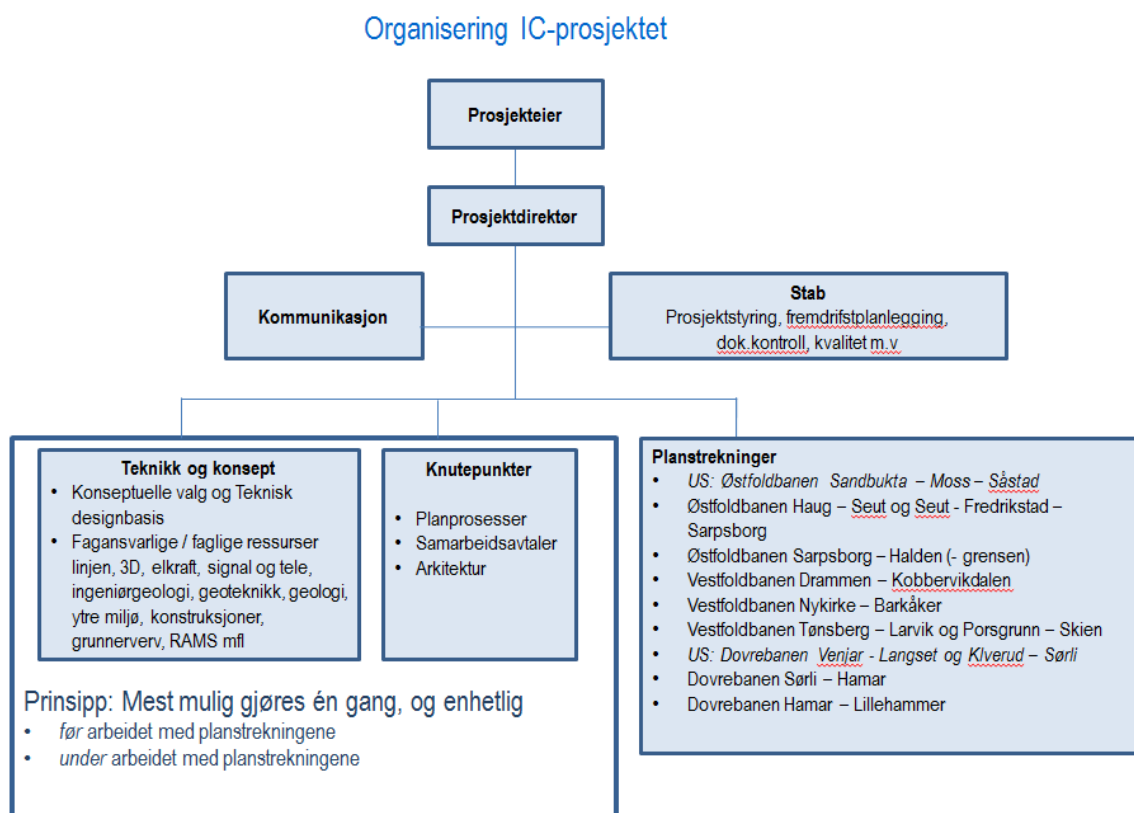 Organisering IC-prosjektet
Prosjekteier
Prosjektdirektør
Kommunikasjon
Stab
Prosjektstyring, fremdrifstplanlegging,
dok.kontroll, kvalitet m.v
Teknikk og konsept
• Konseptuelle valg og Teknisk
designbasis
• Fagansvarlige / faglige ressurser
linjen, 3D, elkraft, signal og tele,
ingeniørgeologi, geoteknikk, geologi,
ytre miljø, konstruksjoner,
grunnerverv, RAMS mfl
Knutepunkter
• Planprosesser
• Samarbeidsavtaler
• Arkitektur
Prinsipp: Mest mulig gjøres én gang, og enhetlig
• før arbeidet med planstrekningene
• under arbeidet med planstrekningene
Planstrekninger
• US: Østfoldbanen Sandbukta – Moss – Såstad
• Østfoldbanen Haug – Seut og Seut - Fredrikstad –
Sarpsborg
• Østfoldbanen Sarpsborg – Halden (- grensen)
• Vestfoldbanen Drammen – Kobbervikdalen
• Vestfoldbanen Nykirke – Barkåker
• Vestfoldbanen Tønsberg – Larvik og Porsgrunn – Skien
• US: Dovrebanen Venjar - Langset og Klverud – Sørli
• Dovrebanen Sørli – Hamar
• Dovrebanen Hamar – Lillehammer